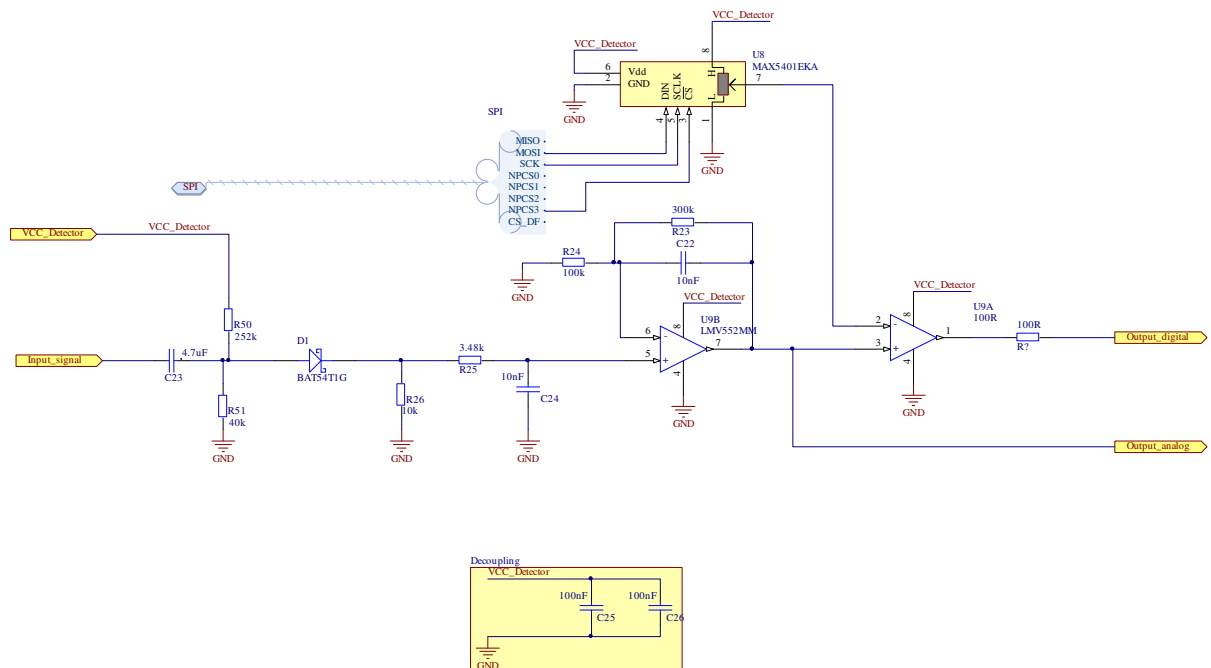 VCC_Detector
VCC_Detector
8
U8
MAX5401EKA
6
Vdd
2
GND
H
7
DIN
SCLK
CS
L
GND
4
5
3
1
SPI
GND
MISO
MOSI
SCK
NPCS0
NPCS1
NPCS2
NPCS3
CS_DF
SPI
300k
R23
VCC_Detector
VCC_Detector
C22
R24
100k
10nF
GND
VCC_Detector
VCC_Detector
U9A
100R
U9B
LMV552MM
R50
252k
6
-
8
7
5
+
4
2
-
8
1
3
+
4
100R
R?
Output_digital
D1
BAT54T1G
4.7uF
C23
Input_signal
3.48k
R25
10nF
C24
R26
10k
R51
40k
GND
GND
GND
GND
GND
Output_analog
Decoupling
VCC_Detector
100nF
C25
100nF
C26
GND